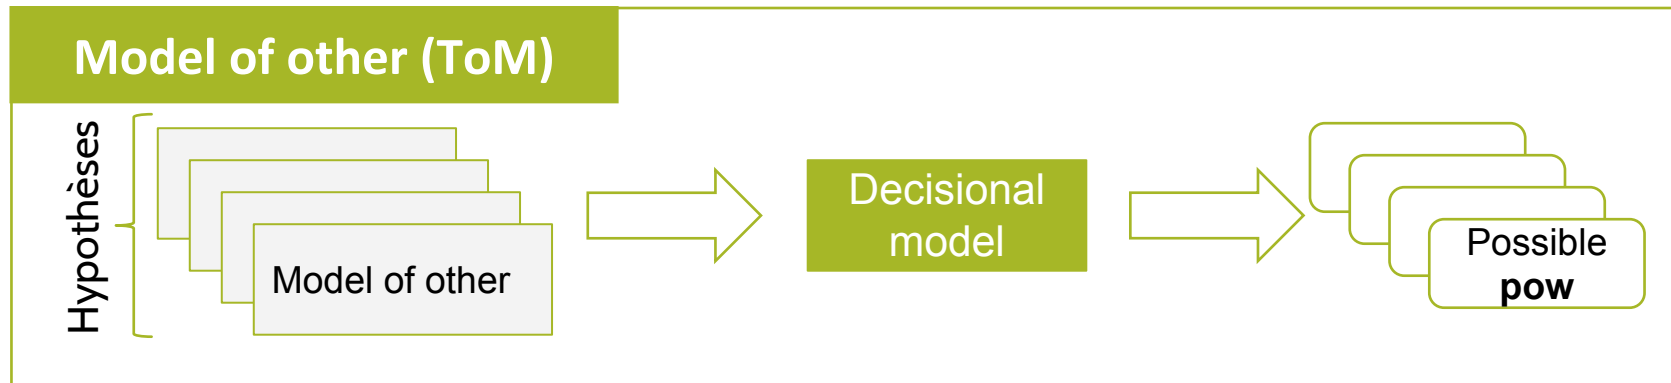 Model of other (ToM)
Hypothèses
Model of other
Decisional
model
Possible
pow